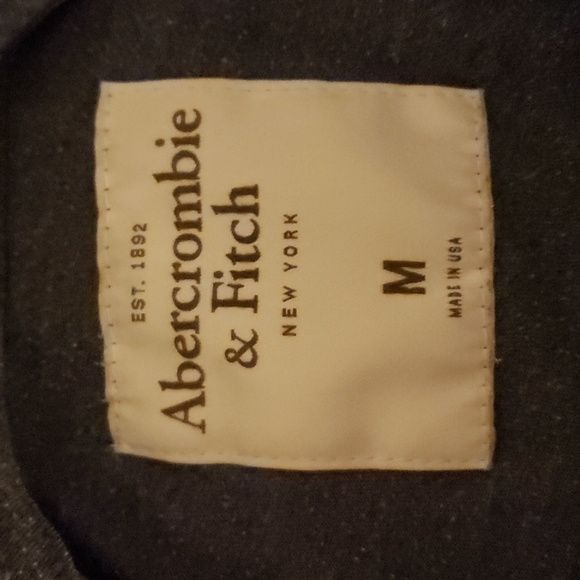 EST. 1892
Abercrombie
& Fitch
NEW YORK
M
MADE IN USA